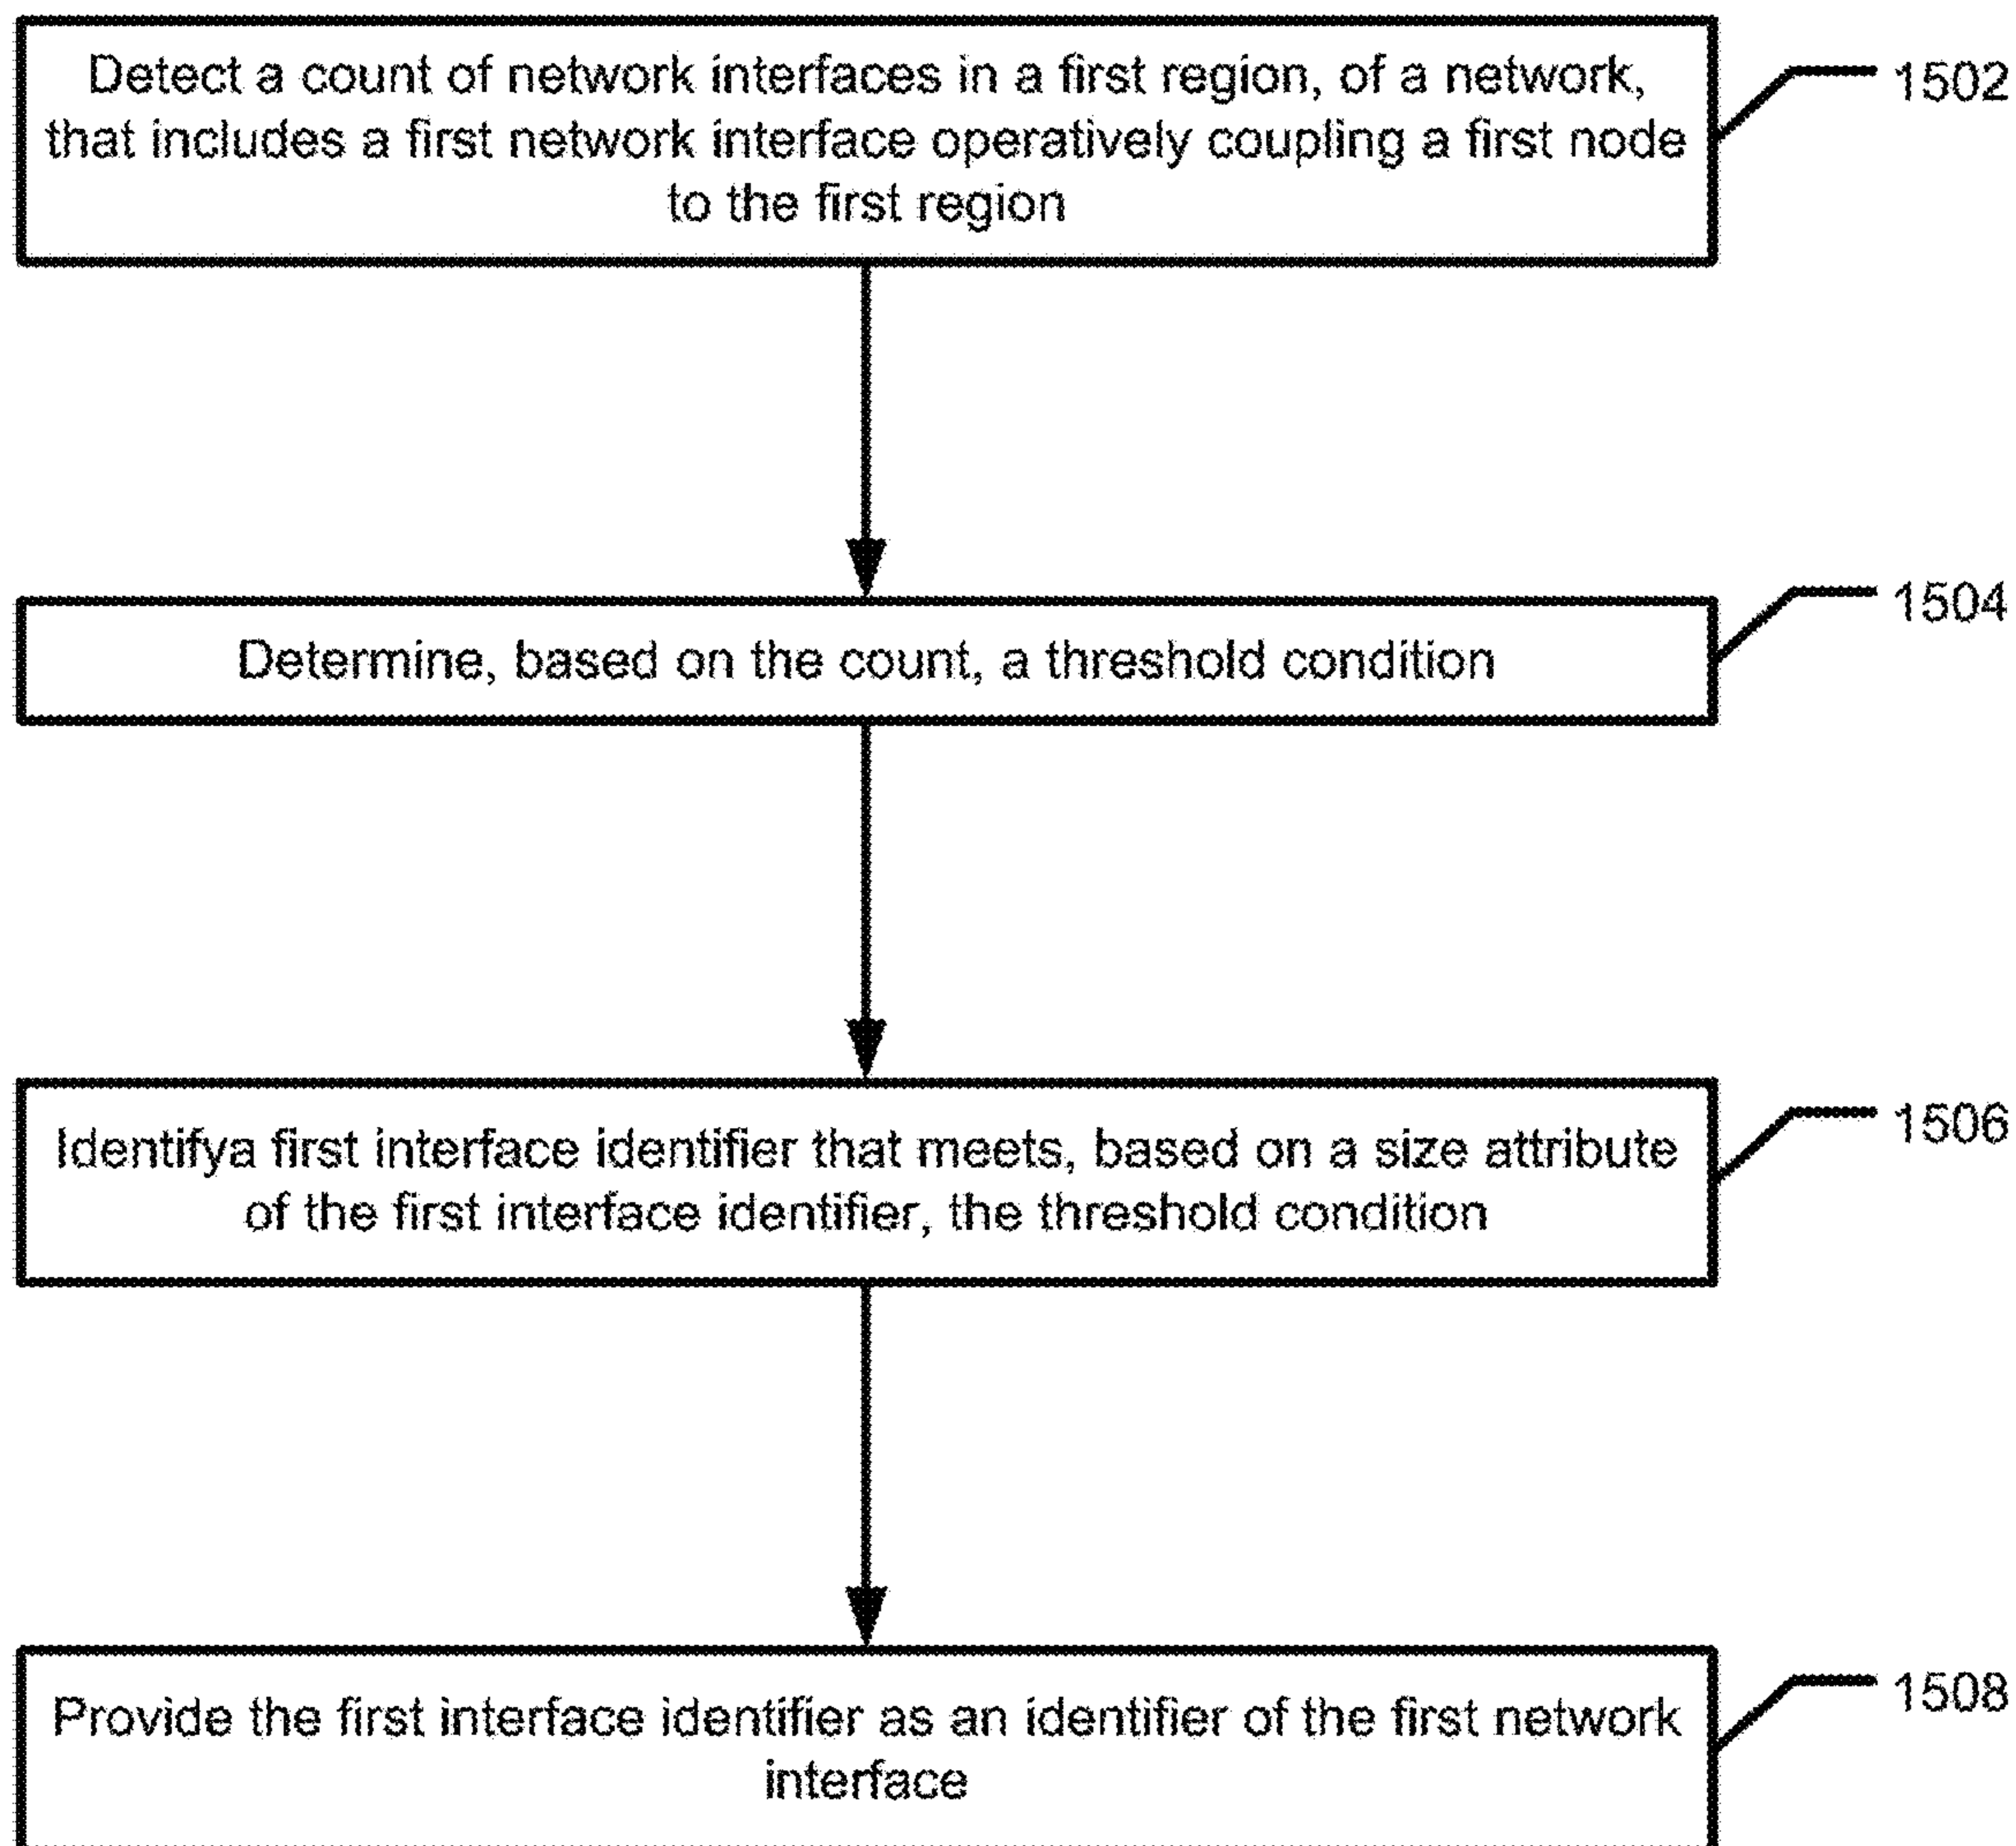 Detect a count of network interfaces in a first region, of a network,
that includes a first network interface operatively coupling a first node
to the first region
1502
Determine, based on the count, a threshold condition
1504
Identifya first interface identifier that meets, based on a size attribute
of the first interface identifier, the threshold condition
1506
Provide the first interface identifier as an identifier of the first network
interface
1508